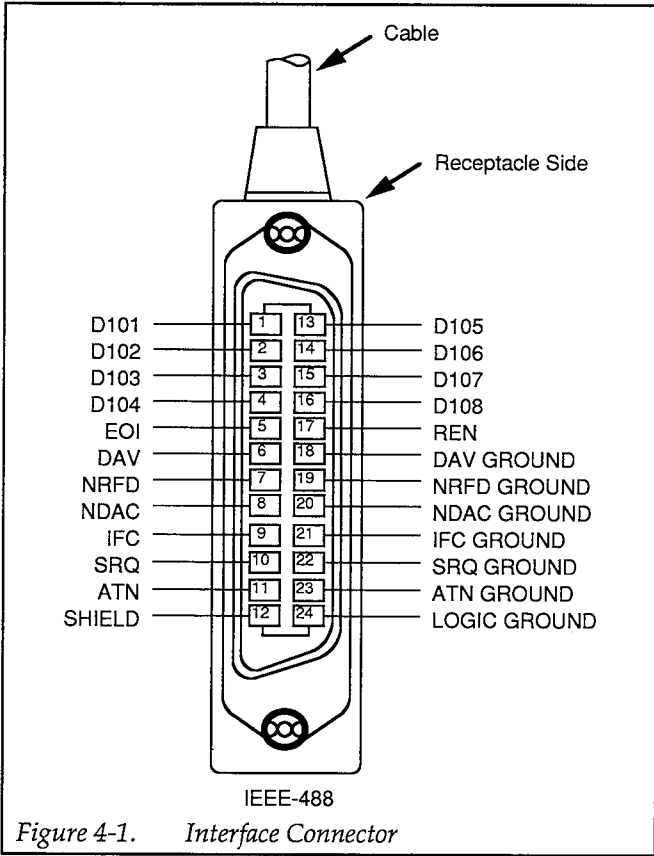 Cable
Receptacle Side
D101 1 13 D105
D102 2 14 D106
D103 3 15 D107
D104 4 16 D108
EOI 5 17 REN
DAV 6 18 DAV GROUND
NRFD 7 19 NRFD GROUND
NDAC 8 20 NDAC GROUND
IFC 9 21 IFC GROUND
SRQ 10 22 SRQ GROUND
ATN 11 23 ATN GROUND
SHIELD 12 24 LOGIC GROUND
IEEE-488
Figure 4-1. Interface Connector